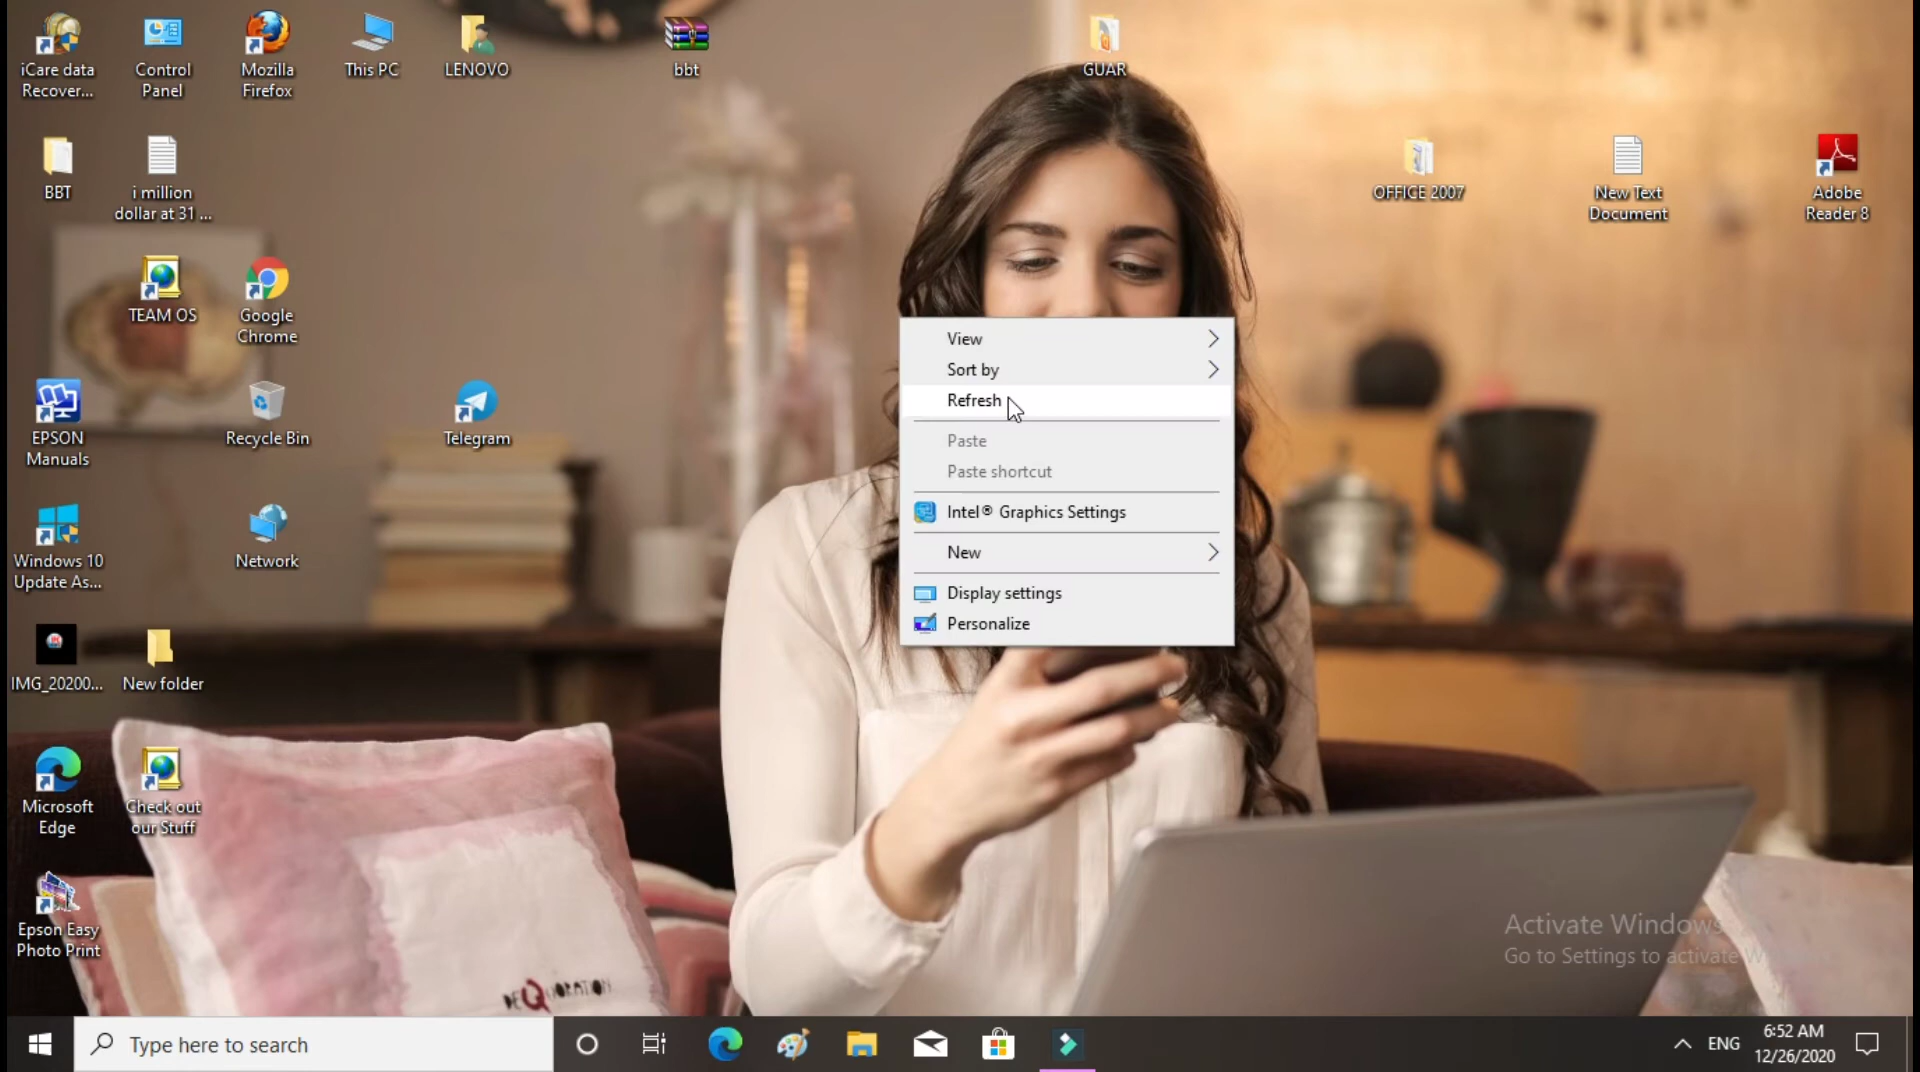 iCare data
Recover...
Control
Panel
Mozilla
Firefox
This PC
LENOVO
bbt
GUAR
BBT
i million
dollar at 31 ...
OFFICE 2007
New Text
Document
Adobe
Reader 8
TEAM OS
Google
Chrome
View
Sort by
Refresh
Paste
Paste shortcut
Intel® Graphics Settings
New
Display settings
Personalize
EPSON
Manuals
Recycle Bin
Telegram
Windows 10
Update As...
Network
IMG_20200...
New folder
Microsoft
Edge
Check out
our Stuff
Epson Easy
Photo Print
Activate Windows
Go to Settings to activate
Type here to search
ENG
6:52 AM
12/26/2020